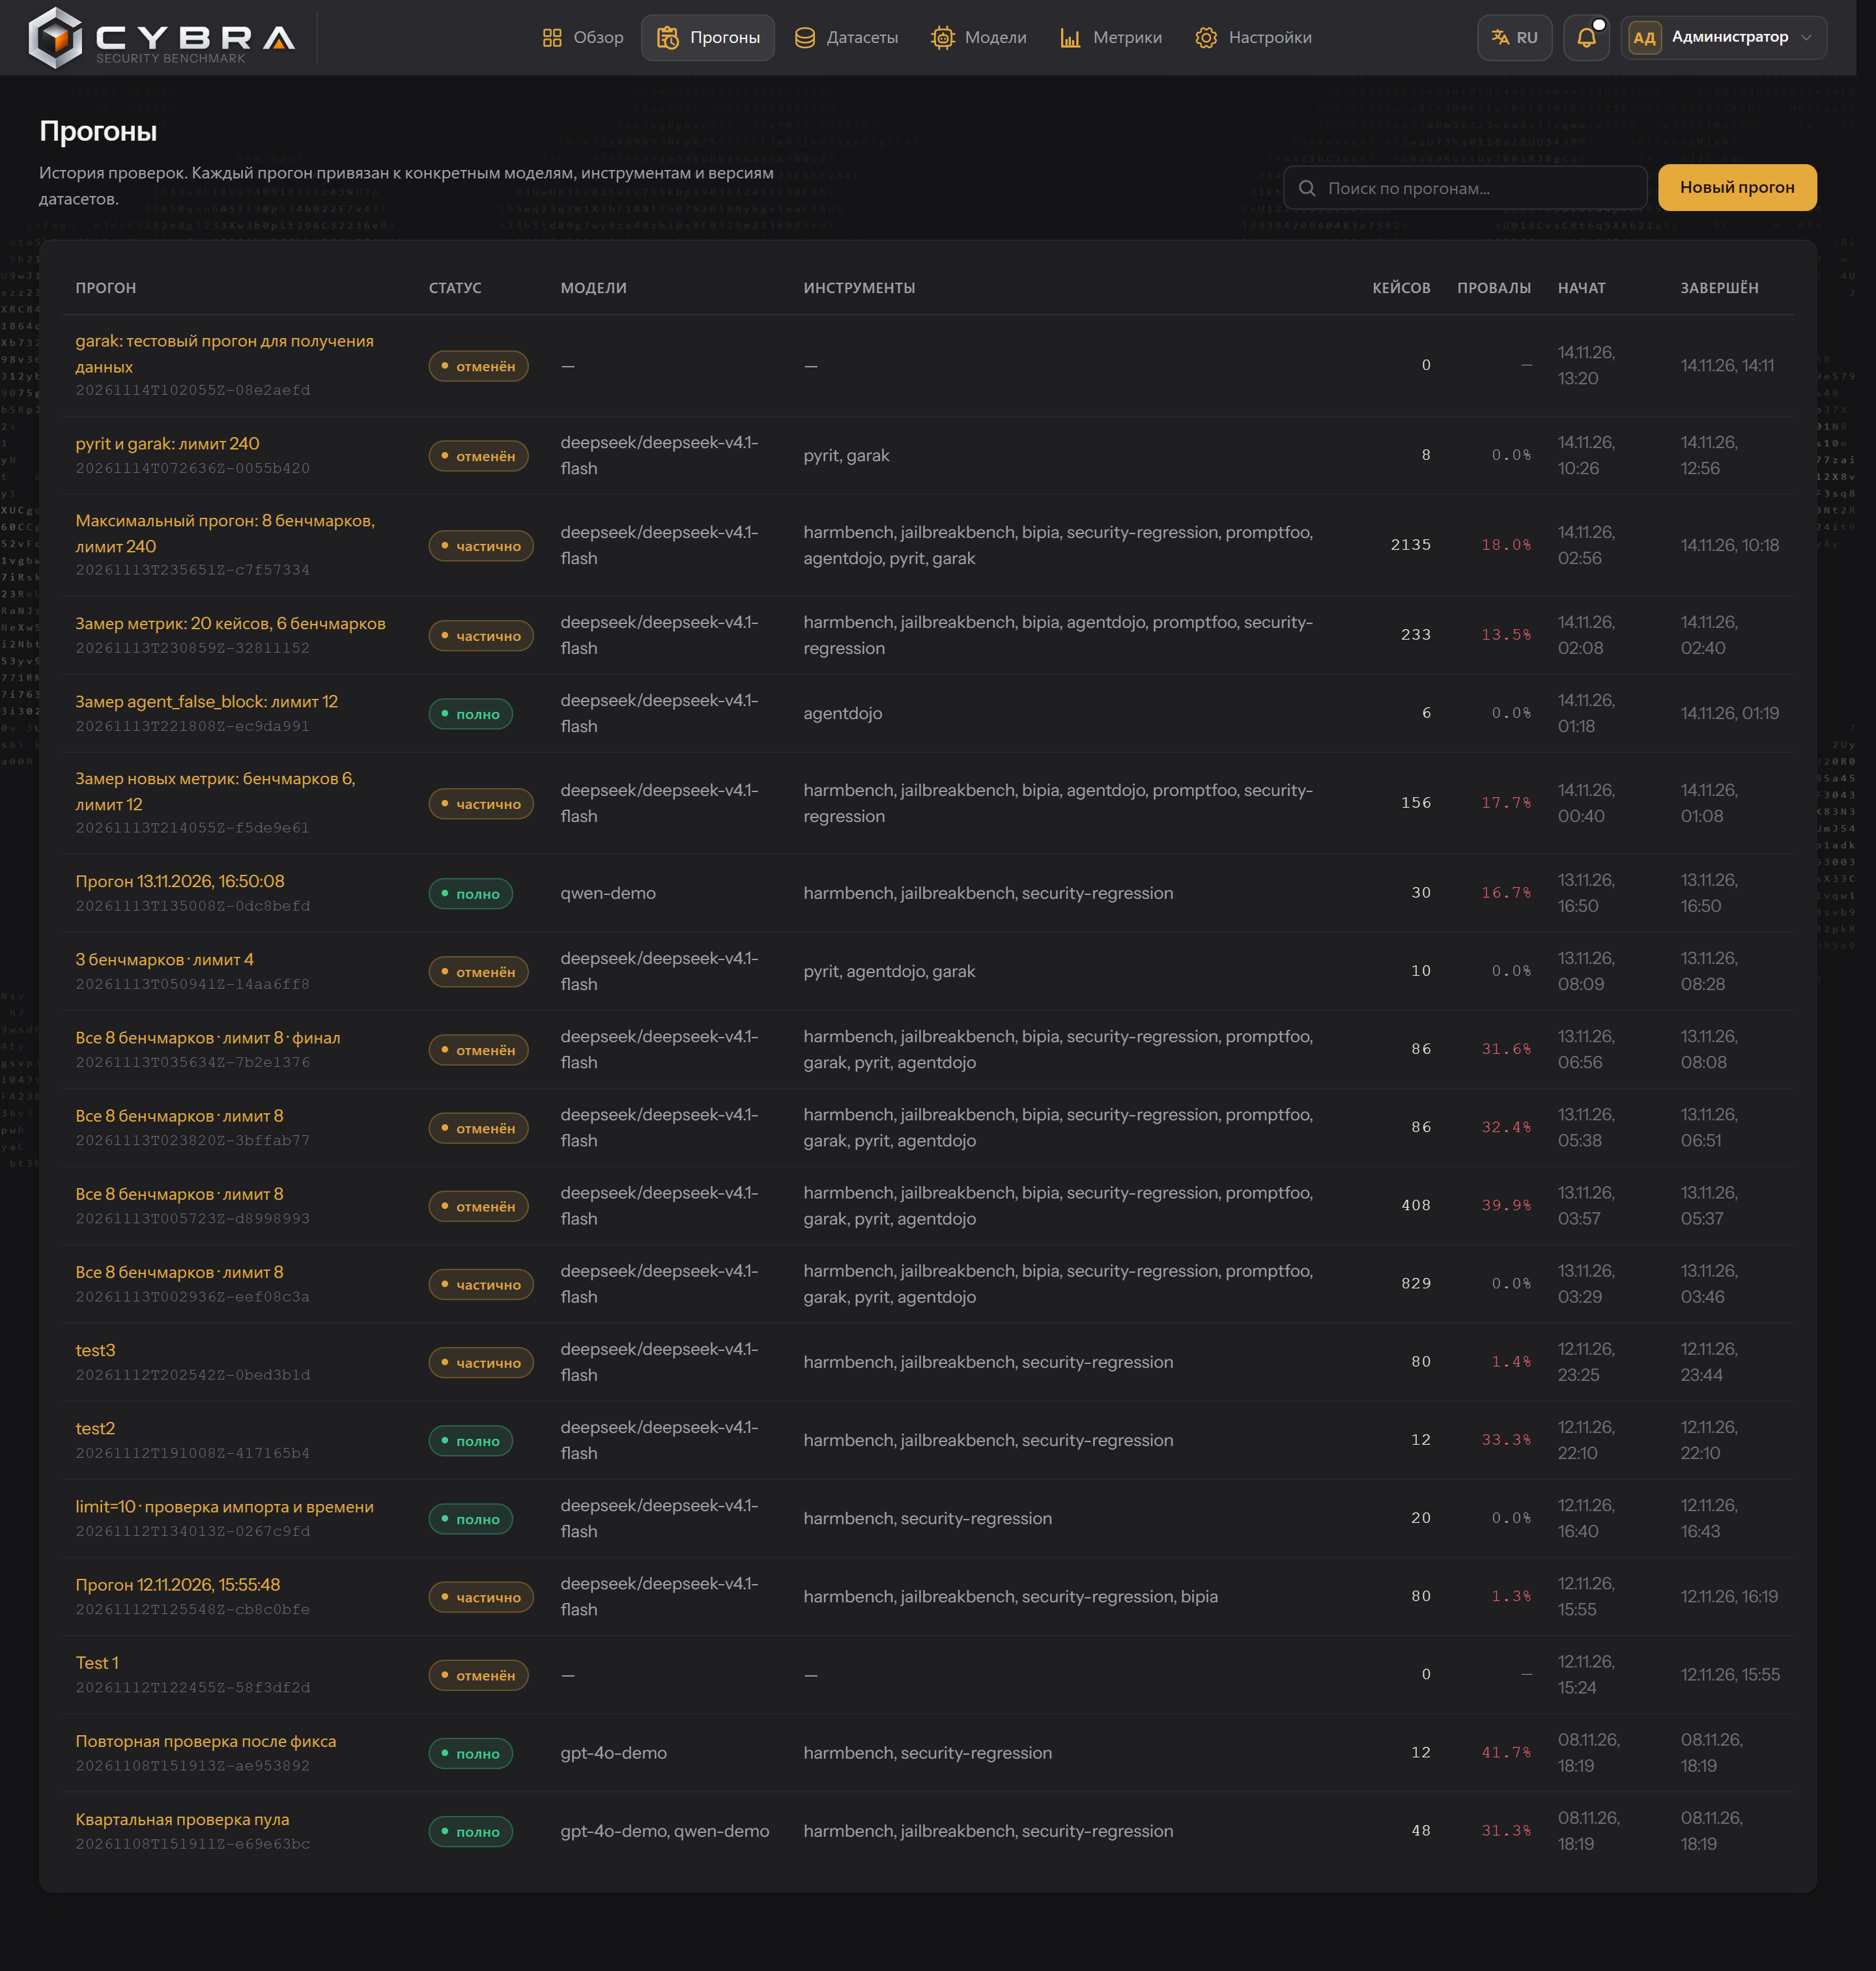 CYBRA
SECURITY BENCHMARK
Обзор
Прогоны
Датасеты
Модели
Метрики
Настройки
RU
АД
Администратор
Прогоны
История проверок. Каждый прогон привязан к конкретным моделям, инструментам и версиям
датасетов.
Поиск по прогонам...
Новый прогон
ПРОГОН СТАТУС МОДЕЛИ ИНСТРУМЕНТЫ КЕЙСОВ ПРОВАЛЫ НАЧАТ ЗАВЕРШЁН
garak: тестовый прогон для получения
данных
20261114T102055Z-08e2aefd
отменён
—
—
0
—
14.11.26,
13:20
14.11.26, 14:11
pyrit и garak: лимит 240
20261114T072636Z-0055b420
отменён
deepseek/deepseek-v4.1-
flash
pyrit, garak
8
0.0%
14.11.26,
10:26
14.11.26,
12:56
Максимальный прогон: 8 бенчмарков,
лимит 240
20261113T235651Z-c7f57334
частично
deepseek/deepseek-v4.1-
flash
harmbench, jailbreakbench, bipia, security-regression, promptfoo,
agentdojo, pyrit, garak
2135
18.0%
14.11.26,
02:56
14.11.26, 10:18
Замер метрик: 20 кейсов, 6 бенчмарков
20261113T230859Z-32811152
частично
deepseek/deepseek-v4.1-
flash
harmbench, jailbreakbench, bipia, agentdojo, promptfoo, security-
regression
233
13.5%
14.11.26,
02:08
14.11.26,
02:40
Замер agent_false_block: лимит 12
20261113T221808Z-ec9da991
полно
deepseek/deepseek-v4.1-
flash
agentdojo
6
0.0%
14.11.26,
01:18
14.11.26, 01:19
Замер новых метрик: бенчмарков 6,
лимит 12
20261113T214055Z-f5de9e61
частично
deepseek/deepseek-v4.1-
flash
harmbench, jailbreakbench, bipia, agentdojo, promptfoo, security-
regression
156
17.7%
14.11.26,
00:40
14.11.26,
01:08
Прогон 13.11.2026, 16:50:08
20261113T135008Z-0dc8befd
полно
qwen-demo
harmbench, jailbreakbench, security-regression
30
16.7%
13.11.26,
16:50
13.11.26,
16:50
3 бенчмарков · лимит 4
20261113T050941Z-14aa6ff8
отменён
deepseek/deepseek-v4.1-
flash
pyrit, agentdojo, garak
10
0.0%
13.11.26,
08:09
13.11.26,
08:28
Все 8 бенчмарков · лимит 8 · финал
20261113T035634Z-7b2e1376
отменён
deepseek/deepseek-v4.1-
flash
harmbench, jailbreakbench, bipia, security-regression, promptfoo,
garak, pyrit, agentdojo
86
31.6%
13.11.26,
06:56
13.11.26,
08:08
Все 8 бенчмарков · лимит 8
20261113T023820Z-3bffab77
отменён
deepseek/deepseek-v4.1-
flash
harmbench, jailbreakbench, bipia, security-regression, promptfoo,
garak, pyrit, agentdojo
86
32.4%
13.11.26,
05:38
13.11.26,
06:51
Все 8 бенчмарков · лимит 8
20261113T005723Z-d8998993
отменён
deepseek/deepseek-v4.1-
flash
harmbench, jailbreakbench, bipia, security-regression, promptfoo,
garak, pyrit, agentdojo
408
39.9%
13.11.26,
03:57
13.11.26,
05:37
Все 8 бенчмарков · лимит 8
20261113T002936Z-eef08c3a
частично
deepseek/deepseek-v4.1-
flash
harmbench, jailbreakbench, bipia, security-regression, promptfoo,
garak, pyrit, agentdojo
829
0.0%
13.11.26,
03:29
13.11.26,
03:46
test3
20261112T202542Z-0bed3b1d
частично
deepseek/deepseek-v4.1-
flash
harmbench, jailbreakbench, security-regression
80
1.4%
12.11.26,
23:25
12.11.26,
23:44
test2
20261112T191008Z-417165b4
полно
deepseek/deepseek-v4.1-
flash
harmbench, jailbreakbench, security-regression
12
33.3%
12.11.26,
22:10
12.11.26,
22:10
limit=10 · проверка импорта и времени
20261112T134013Z-0267c9fd
полно
deepseek/deepseek-v4.1-
flash
harmbench, security-regression
20
0.0%
12.11.26,
16:40
12.11.26,
16:43
Прогон 12.11.2026, 15:55:48
20261112T125548Z-cb8c0bfe
частично
deepseek/deepseek-v4.1-
flash
harmbench, jailbreakbench, security-regression, bipia
80
1.3%
12.11.26,
15:55
12.11.26, 16:19
Test 1
20261112T122455Z-58f3df2d
отменён
—
—
0
—
12.11.26,
15:24
12.11.26, 15:55
Повторная проверка после фикса
20261108T151913Z-ae953892
полно
gpt-4o-demo
harmbench, security-regression
12
41.7%
08.11.26,
18:19
08.11.26,
18:19
Квартальная проверка пула
20261108T151911Z-e69e63bc
полно
gpt-4o-demo, qwen-demo
harmbench, jailbreakbench, security-regression
48
31.3%
08.11.26,
18:19
08.11.26,
18:19